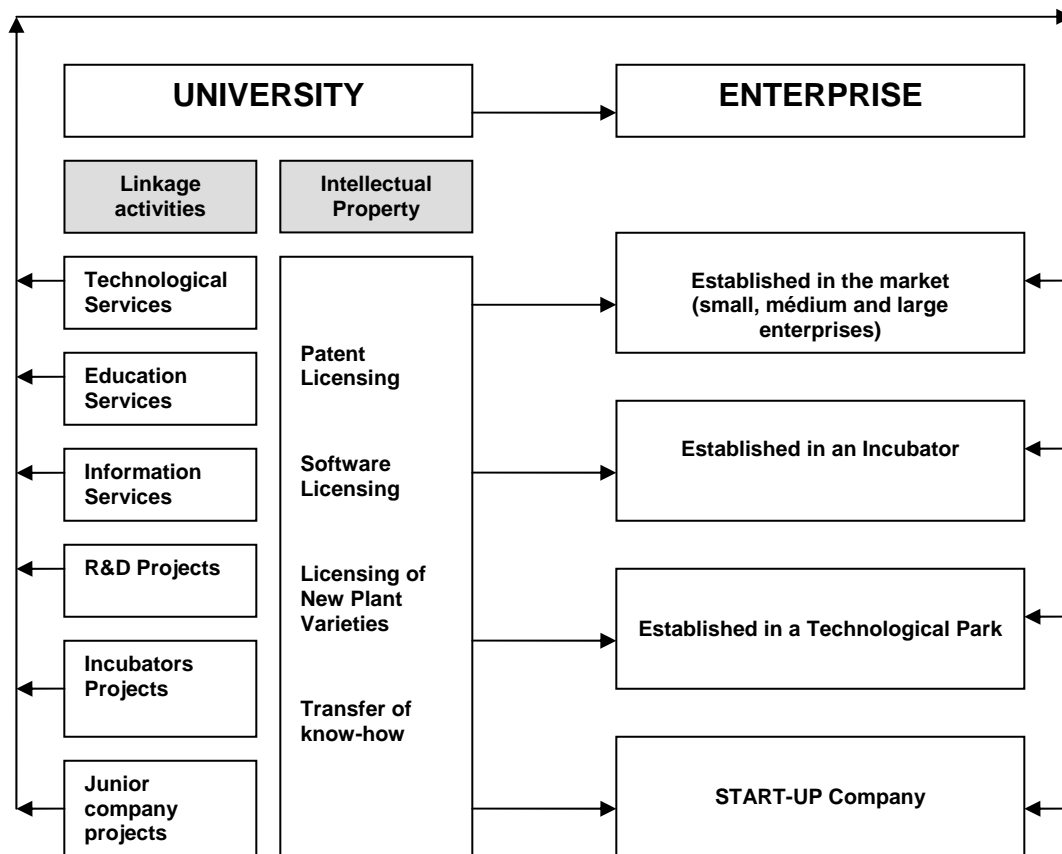 UNIVERSITY
ENTERPRISE
Linkage
activities
Intellectual
Property
Technological
Services
Education
Services
Information
Services
R&D Projects
Incubators
Projects
Junior
company
projects
Patent
Licensing
Software
Licensing
Licensing of
New Plant
Varieties
Transfer of
know-how
Established in the market
(small, médium and large
enterprises)
Established in an Incubator
Established in a Technological Park
START-UP Company